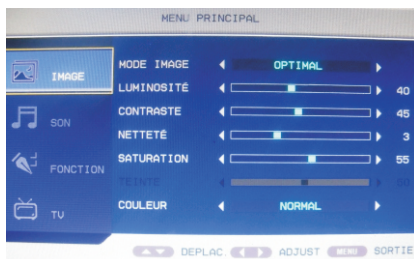 MENU PRINCIPAL
IMAGE
SON
FONCTION
TV
MODE IMAGE OPTIMAL
LUMINOSITÉ 40
CONTRASTE 45
NETTETÉ 3
SATURATION 55
TEINTE 50
COULEUR NORMAL
DEPLAC. ADJUST MENU SORTIE